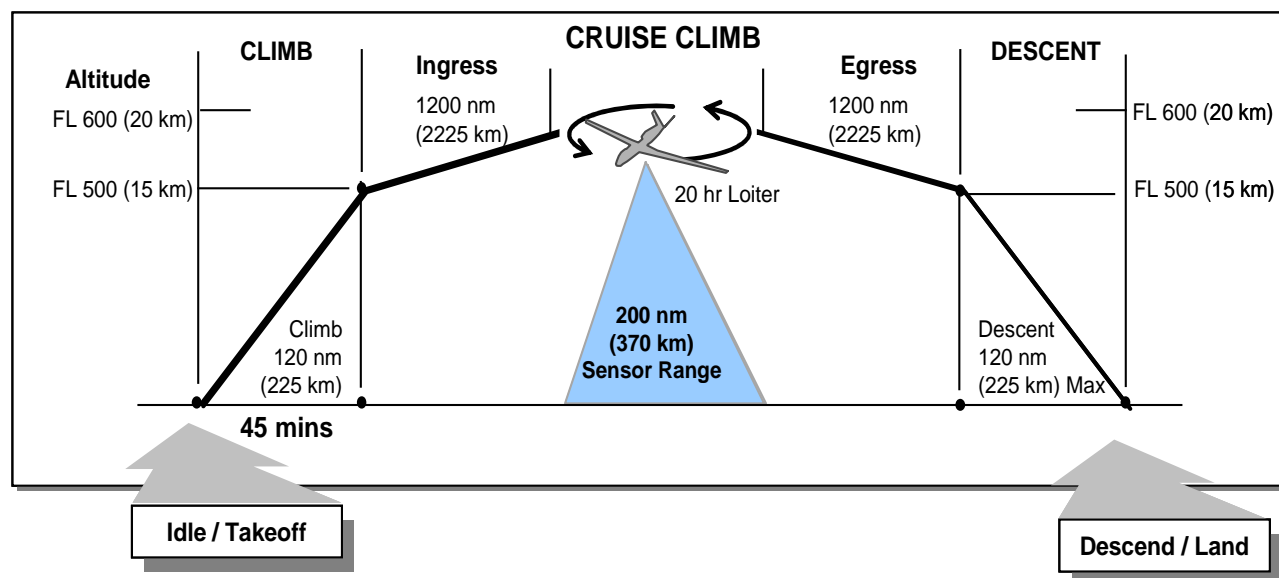 CLIMB
CRUISE CLIMB
DESCENT
Altitude
Ingress
Egress
FL 600 (20 km)
1200 nm
(2225 km)
1200 nm
(2225 km)
FL 600 (20 km)
FL 500 (15 km)
20 hr Loiter
FL 500 (15 km)
Climb
120 nm
(225 km)
200 nm
(370 km)
Sensor Range
Descent
120 nm
(225 km) Max
45 mins
Idle / Takeoff
Descend / Land